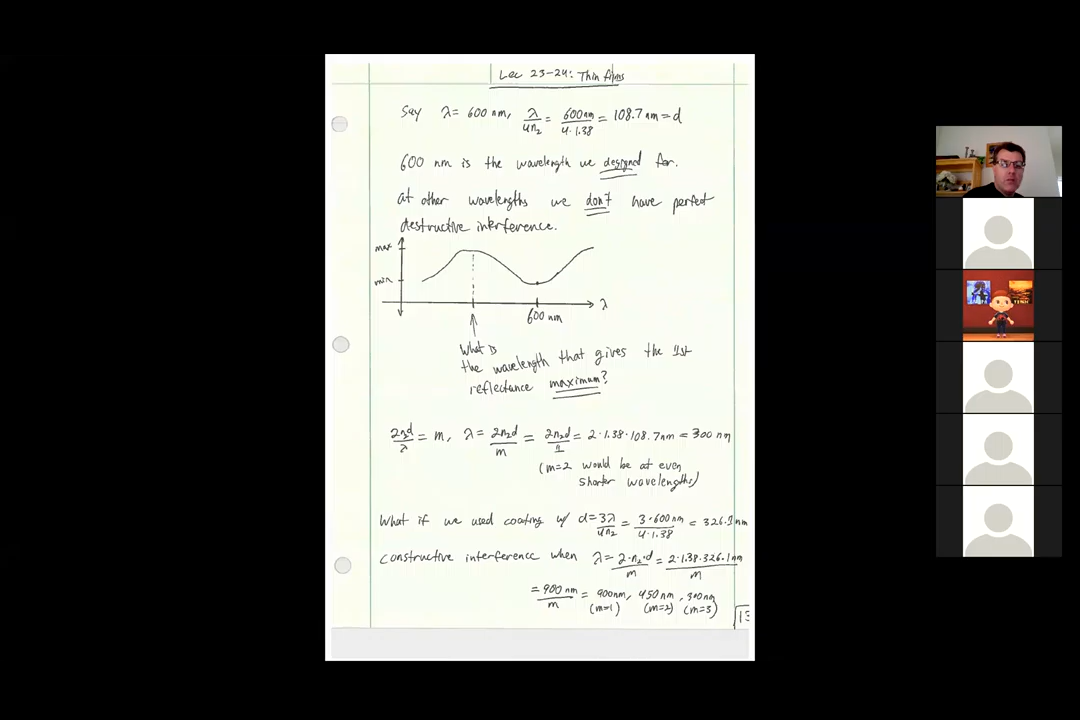 Lec 23-24: Thin films
Say λ = 600 nm, λ/4n₂ = 600nm/4·1.38 = 108.7 nm = d
600 nm is the wavelength we designed for.
at other wavelengths we don't have perfect
destructive interference.
max
min
λ
600 nm
What is
the wavelength that gives the 1st
reflectance maximum?
2n₂d/λ = m, λ = 2n₂d/m = 2n₂d/1 = 2·1.38·108.7nm = 300 nm
(m=2 would be at even
shorter wavelengths)
What if we used coating w/ d = 3λ/4n₂ = 3·600nm/4·1.38 = 326.1nm
Constructive interference when λ = 2·n₂·d/m = 2·1.38·326.1nm/m
= 900 nm/m = 900nm, 450nm, 300nm
(m=1) (m=2) (m=3)
13